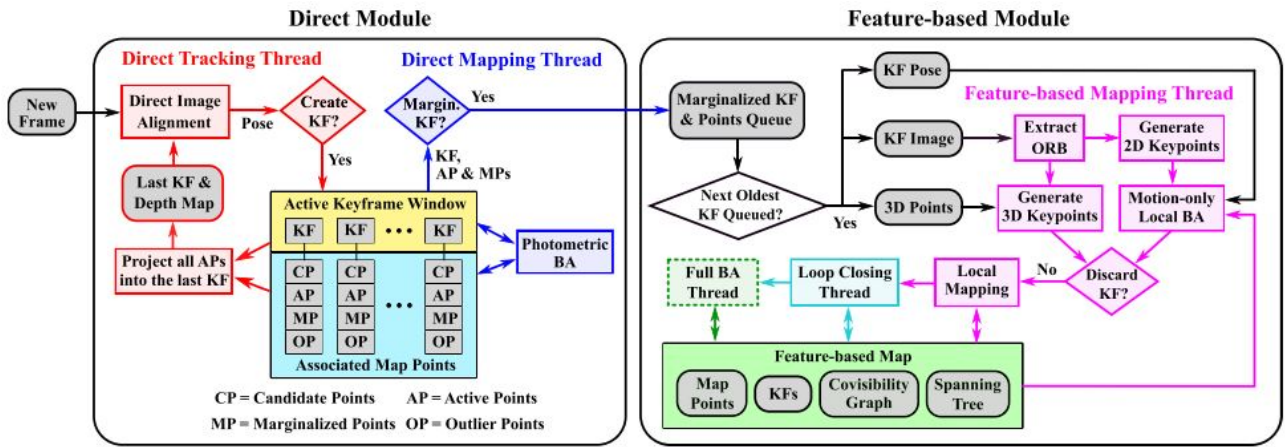 Direct Module
Direct Tracking Thread
Direct Mapping Thread
New
Frame
Direct Image
Alignment
Pose
Create
KF?
Yes
Margin.
KF?
Yes
KF,
AP & MPs
Last KF &
Depth Map
Project all APs
into the last KF
Active Keyframe Window
KF KF ••• KF
CP CP CP
AP AP AP
•••
MP MP MP
OP OP OP
Associated Map Points
Photometric
BA
CP = Candidate Points AP = Active Points
MP = Marginalized Points OP = Outlier Points
Feature-based Module
Marginalized KF
& Points Queue
Next Oldest
KF Queued?
Yes
KF Pose
Feature-based Mapping Thread
KF Image
Extract
ORB
Generate
2D Keypoints
3D Points
Generate
3D Keypoints
Motion-only
Local BA
Discard
KF?
No
Local
Mapping
Loop Closing
Thread
Full BA
Thread
Feature-based Map
Map
Points
KFs
Covisibility
Graph
Spanning
Tree